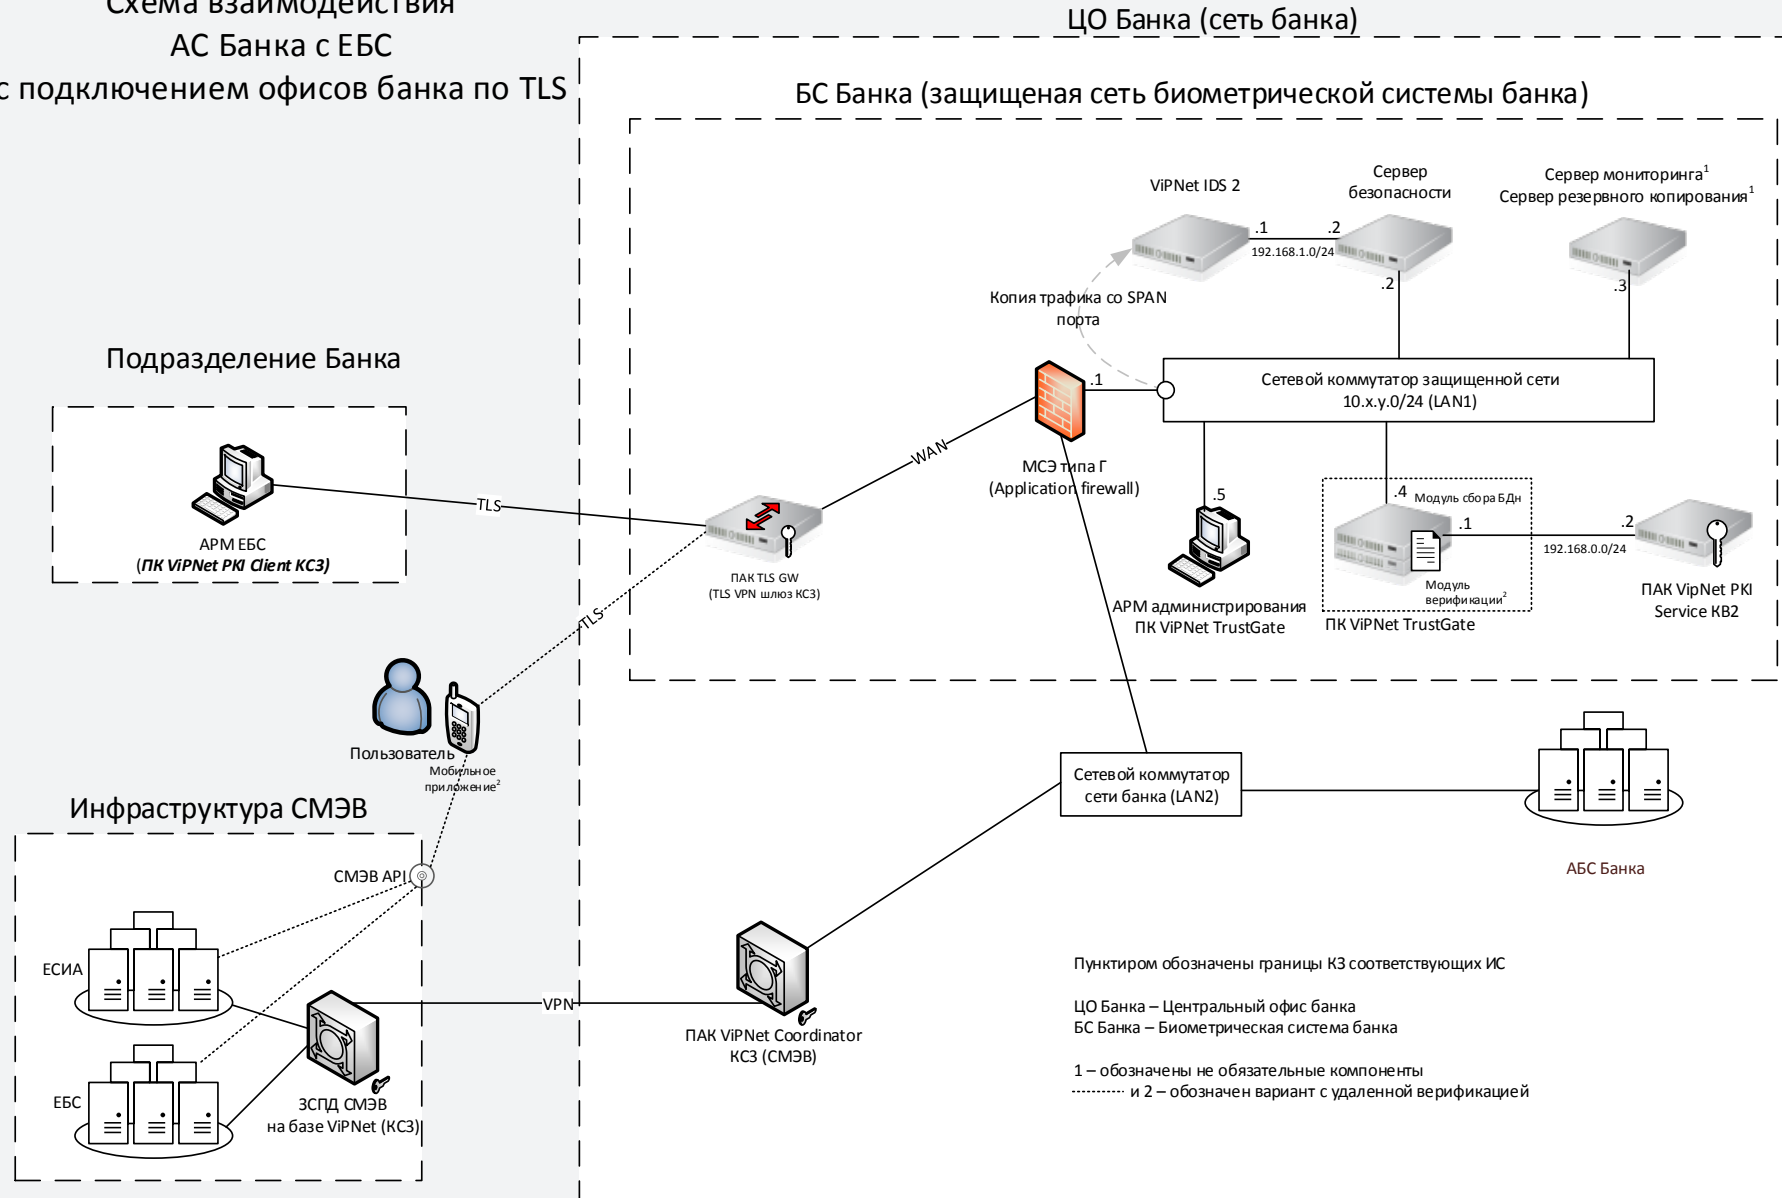 Схема взаимодействия
АС Банка с ЕБС
с подключением офисов банка по TLS
ЦО Банка (сеть банка)
БС Банка (защищеная сеть биометрической системы банка)
ViPNet IDS 2
Сервер
безопасности
Сервер мониторинга¹
Сервер резервного копирования¹
.1
.2
192.168.1.0/24
.2
.3
Копия трафика со SPAN
порта
.1
Сетевой коммутатор защищенной сети
10.x.y.0/24 (LAN1)
WAN
МСЭ типа Г
(Application firewall)
.5
АРМ администрирования
ПК ViPNet TrustGate
.4
Модуль сбора БДн
.1
.2
192.168.0.0/24
Модуль
верификации²
ПК ViPNet TrustGate
ПАК VipNet PKI
Service КВ2
Подразделение Банка
АРМ ЕБС
(ПК ViPNet PKI Client КС3)
TLS
ПАК TLS GW
(TLS VPN шлюз КС3)
TLS
Пользователь
Мобильное
приложение²
Сетевой коммутатор
сети банка (LAN2)
АБС Банка
Инфраструктура СМЭВ
СМЭВ API
ЕСИА
ЕБС
ЗСПД СМЭВ
на базе ViPNet (КС3)
VPN
ПАК ViPNet Coordinator
КС3 (СМЭВ)
Пунктиром обозначены границы КЗ соответствующих ИС
ЦО Банка – Центральный офис банка
БС Банка – Биометрическая система банка
1 – обозначены не обязательные компоненты
и 2 – обозначен вариант с удаленной верификацией